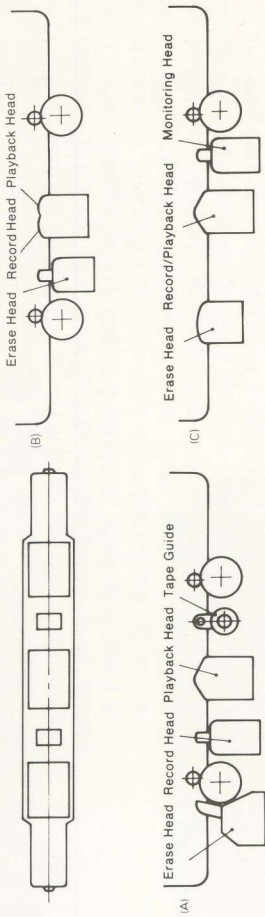 (A)
Erase Head Record Head Playback Head Tape Guide
(B)
Erase Head Record Head Playback Head
(C)
Erase Head Record/Playback Head Monitoring Head